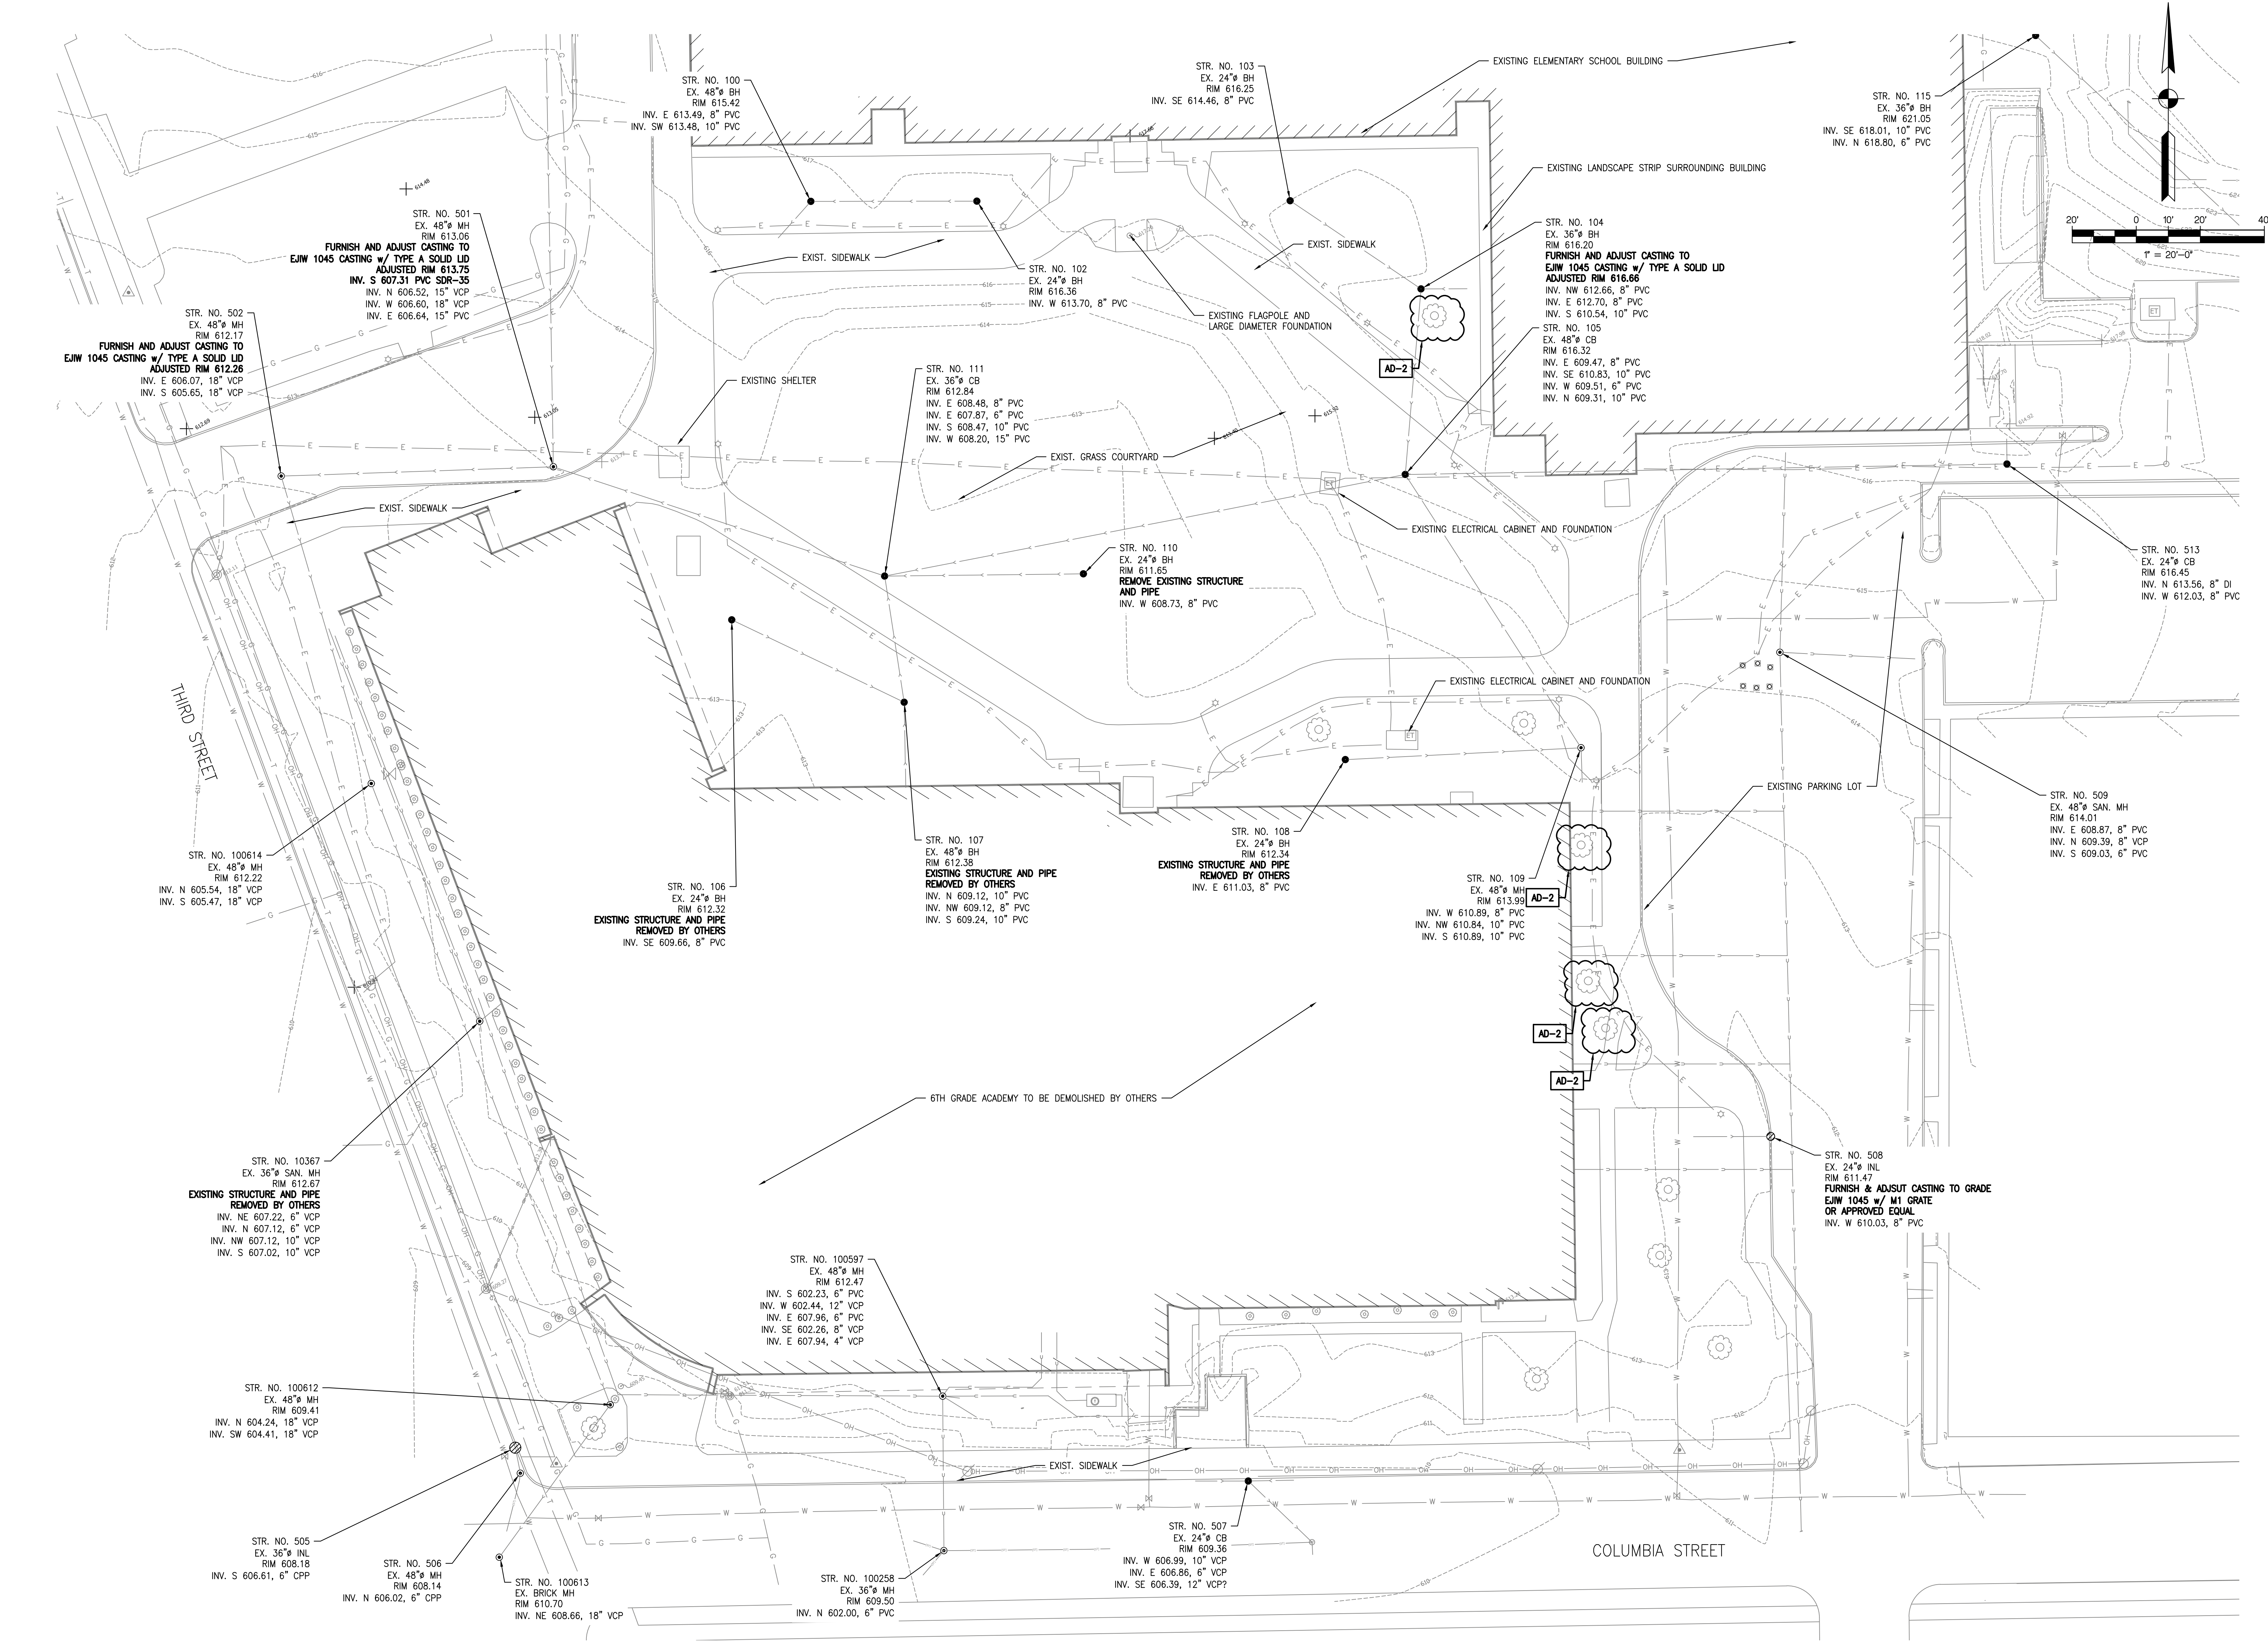 STR. NO. 100
EX. 48"ø BH
RIM 615.42
INV. E 613.49, 8" PVC
INV. SW 613.48, 10" PVC
STR. NO. 103
EX. 24"ø BH
RIM 616.25
INV. SE 614.46, 8" PVC
EXISTING ELEMENTARY SCHOOL BUILDING
STR. NO. 115
EX. 36"ø BH
RIM 621.05
INV. SE 618.01, 10" PVC
INV. N 618.80, 6" PVC
20' 0 10' 20' 40
1" = 20'-0"
EXISTING LANDSCAPE STRIP SURROUNDING BUILDING
STR. NO. 501
EX. 48"ø MH
RIM 613.06
FURNISH AND ADJUST CASTING TO
EJIW 1045 CASTING w/ TYPE A SOLID LID
ADJUSTED RIM 613.75
INV. S 607.31 PVC SDR-35
INV. N 606.52, 15" VCP
INV. W 606.60, 18" VCP
INV. E 606.64, 15" PVC
EXIST. SIDEWALK
STR. NO. 102
EX. 24"ø BH
RIM 616.36
INV. W 613.70, 8" PVC
EXIST. SIDEWALK
EXISTING FLAGPOLE AND
LARGE DIAMETER FOUNDATION
STR. NO. 104
EX. 36"ø BH
RIM 616.20
FURNISH AND ADJUST CASTING TO
EJIW 1045 CASTING w/ TYPE A SOLID LID
ADJUSTED RIM 616.66
INV. NW 612.66, 8" PVC
INV. E 612.70, 8" PVC
INV. S 610.54, 10" PVC
STR. NO. 502
EX. 48"ø MH
RIM 612.17
FURNISH AND ADJUST CASTING TO
EJIW 1045 CASTING w/ TYPE A SOLID LID
ADJUSTED RIM 612.26
INV. E 606.07, 18" VCP
INV. S 605.65, 18" VCP
STR. NO. 105
EX. 48"ø CB
RIM 616.32
INV. E 609.47, 8" PVC
INV. SE 610.83, 10" PVC
INV. W 609.51, 6" PVC
INV. N 609.31, 10" PVC
AD-2
EXISTING SHELTER
STR. NO. 111
EX. 36"ø CB
RIM 612.84
INV. E 608.48, 8" PVC
INV. E 607.87, 6" PVC
INV. S 608.47, 10" PVC
INV. W 608.20, 15" PVC
EXIST. GRASS COURTYARD
EXIST. SIDEWALK
EXISTING ELECTRICAL CABINET AND FOUNDATION
STR. NO. 110
EX. 24"ø BH
RIM 611.65
REMOVE EXISTING STRUCTURE
AND PIPE
INV. W 608.73, 8" PVC
STR. NO. 513
EX. 24"ø CB
RIM 616.45
INV. N 613.56, 8" DI
INV. W 612.03, 8" PVC
THIRD STREET
EXISTING ELECTRICAL CABINET AND FOUNDATION
EXISTING PARKING LOT
STR. NO. 509
EX. 48"ø SAN. MH
RIM 614.01
INV. E 608.87, 8" PVC
INV. N 609.39, 8" VCP
INV. S 609.03, 6" PVC
STR. NO. 100614
EX. 48"ø MH
RIM 612.22
INV. N 605.54, 18" VCP
INV. S 605.47, 18" VCP
STR. NO. 106
EX. 24"ø BH
RIM 612.32
EXISTING STRUCTURE AND PIPE
REMOVED BY OTHERS
INV. SE 609.66, 8" PVC
STR. NO. 107
EX. 48"ø BH
RIM 612.38
EXISTING STRUCTURE AND PIPE
REMOVED BY OTHERS
INV. N 609.12, 10" PVC
INV. NW 609.12, 8" PVC
INV. S 609.24, 10" PVC
STR. NO. 108
EX. 24"ø BH
RIM 612.34
EXISTING STRUCTURE AND PIPE
REMOVED BY OTHERS
INV. E 611.03, 8" PVC
STR. NO. 109
EX. 48"ø MH
RIM 613.99
INV. W 610.89, 8" PVC
INV. NW 610.84, 10" PVC
INV. S 610.89, 10" PVC
AD-2
AD-2
AD-2
6TH GRADE ACADEMY TO BE DEMOLISHED BY OTHERS
STR. NO. 10367
EX. 36"ø SAN. MH
RIM 612.67
EXISTING STRUCTURE AND PIPE
REMOVED BY OTHERS
INV. NE 607.22, 6" VCP
INV. N 607.12, 6" VCP
INV. NW 607.12, 10" VCP
INV. S 607.02, 10" VCP
STR. NO. 508
EX. 24"ø INL
RIM 611.47
FURNISH & ADJSUT CASTING TO GRADE
EJIW 1045 w/ M1 GRATE
OR APPROVED EQUAL
INV. W 610.03, 8" PVC
STR. NO. 100597
EX. 48"ø MH
RIM 612.47
INV. S 602.23, 6" PVC
INV. W 602.44, 12" VCP
INV. E 607.96, 6" PVC
INV. SE 602.26, 8" VCP
INV. E 607.94, 4" VCP
STR. NO. 100612
EX. 48"ø MH
RIM 609.41
INV. N 604.24, 18" VCP
INV. SW 604.41, 18" VCP
EXIST. SIDEWALK
STR. NO. 505
EX. 36"ø INL
RIM 608.18
INV. S 606.61, 6" CPP
STR. NO. 506
EX. 48"ø MH
RIM 608.14
INV. N 606.02, 6" CPP
STR. NO. 100613
EX. BRICK MH
RIM 610.70
INV. NE 608.66, 18" VCP
STR. NO. 100258
EX. 36"ø MH
RIM 609.50
INV. N 602.00, 6" PVC
STR. NO. 507
EX. 24"ø CB
RIM 609.36
INV. W 606.99, 10" VCP
INV. E 606.86, 6" VCP
INV. SE 606.39, 12" VCP?
COLUMBIA STREET